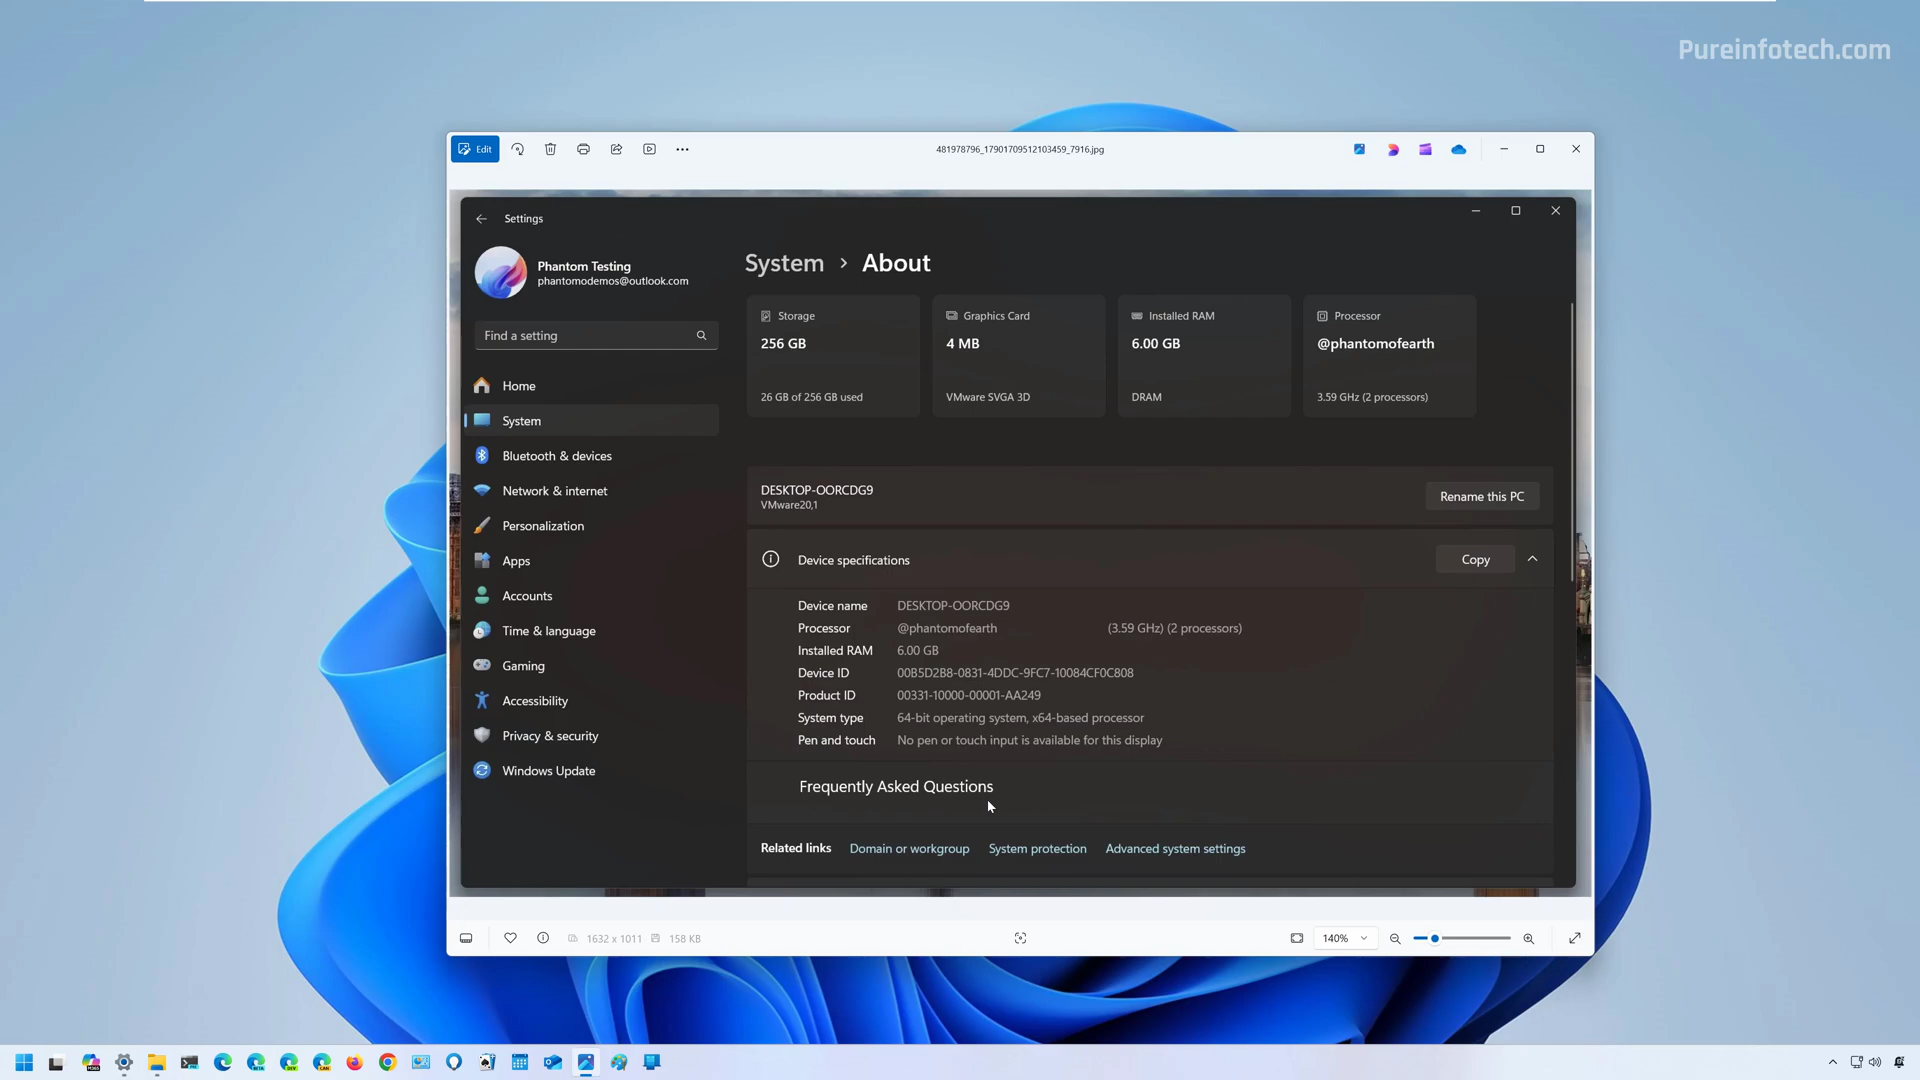 Pureinfotech.com
Edit
481978796_17901709512103459_7916.jpg
Settings
Phantom Testing
phantomodemos@outlook.com
Find a setting
Home
System
Bluetooth & devices
Network & internet
Personalization
Apps
Accounts
Time & language
Gaming
Accessibility
Privacy & security
Windows Update
System > About
Storage
256 GB
26 GB of 256 GB used
Graphics Card
4 MB
VMware SVGA 3D
Installed RAM
6.00 GB
DRAM
Processor
@phantomofearth
3.59 GHz (2 processors)
DESKTOP-OORCDG9
VMware20,1
Rename this PC
Device specifications
Copy
Device name DESKTOP-OORCDG9
Processor @phantomofearth (3.59 GHz) (2 processors)
Installed RAM 6.00 GB
Device ID 00B5D2B8-0831-4DDC-9FC7-10084CF0C808
Product ID 00331-10000-00001-AA249
System type 64-bit operating system, x64-based processor
Pen and touch No pen or touch input is available for this display
Frequently Asked Questions
Related links Domain or workgroup System protection Advanced system settings
1632 x 1011 158 KB
140%